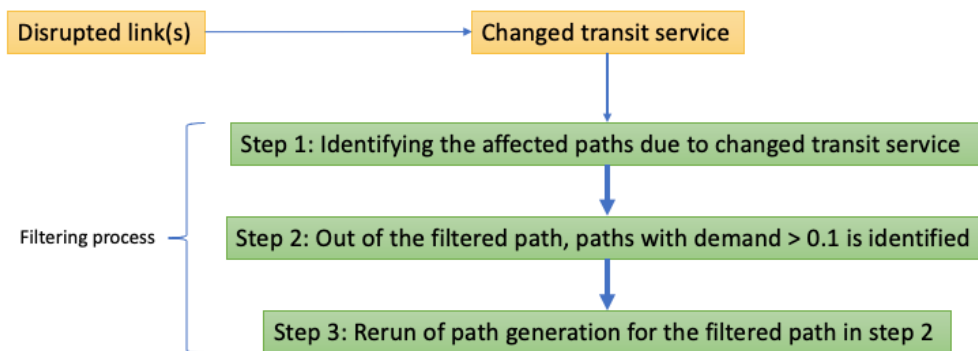 Disrupted link(s)
Changed transit service
Step 1: Identifying the affected paths due to changed transit service
Filtering process
Step 2: Out of the filtered path, paths with demand > 0.1 is identified
Step 3: Rerun of path generation for the filtered path in step 2